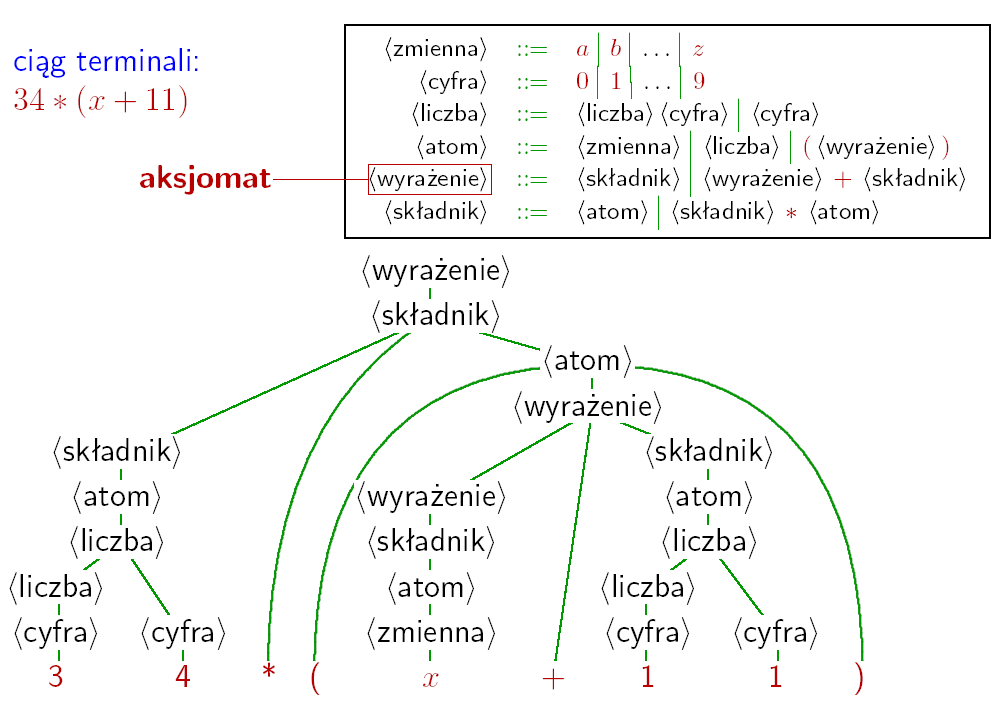 ciąg terminali:
34 ∗ (x + 11)
aksjomat
⟨zmienna⟩ ::= a | b | ... | z
⟨cyfra⟩ ::= 0 | 1 | ... | 9
⟨liczba⟩ ::= ⟨liczba⟩ ⟨cyfra⟩ | ⟨cyfra⟩
⟨atom⟩ ::= ⟨zmienna⟩ | ⟨liczba⟩ | ( ⟨wyrażenie⟩ )
⟨wyrażenie⟩ ::= ⟨składnik⟩ | ⟨wyrażenie⟩ + ⟨składnik⟩
⟨składnik⟩ ::= ⟨atom⟩ | ⟨składnik⟩ ∗ ⟨atom⟩
⟨wyrażenie⟩
⟨składnik⟩
⟨atom⟩
⟨wyrażenie⟩
⟨składnik⟩ ⟨składnik⟩
⟨atom⟩ ⟨wyrażenie⟩ ⟨atom⟩
⟨liczba⟩ ⟨składnik⟩ ⟨liczba⟩
⟨liczba⟩ ⟨atom⟩ ⟨liczba⟩
⟨cyfra⟩ ⟨cyfra⟩ ⟨zmienna⟩ ⟨cyfra⟩ ⟨cyfra⟩
3 4 * ( x + 1 1 )